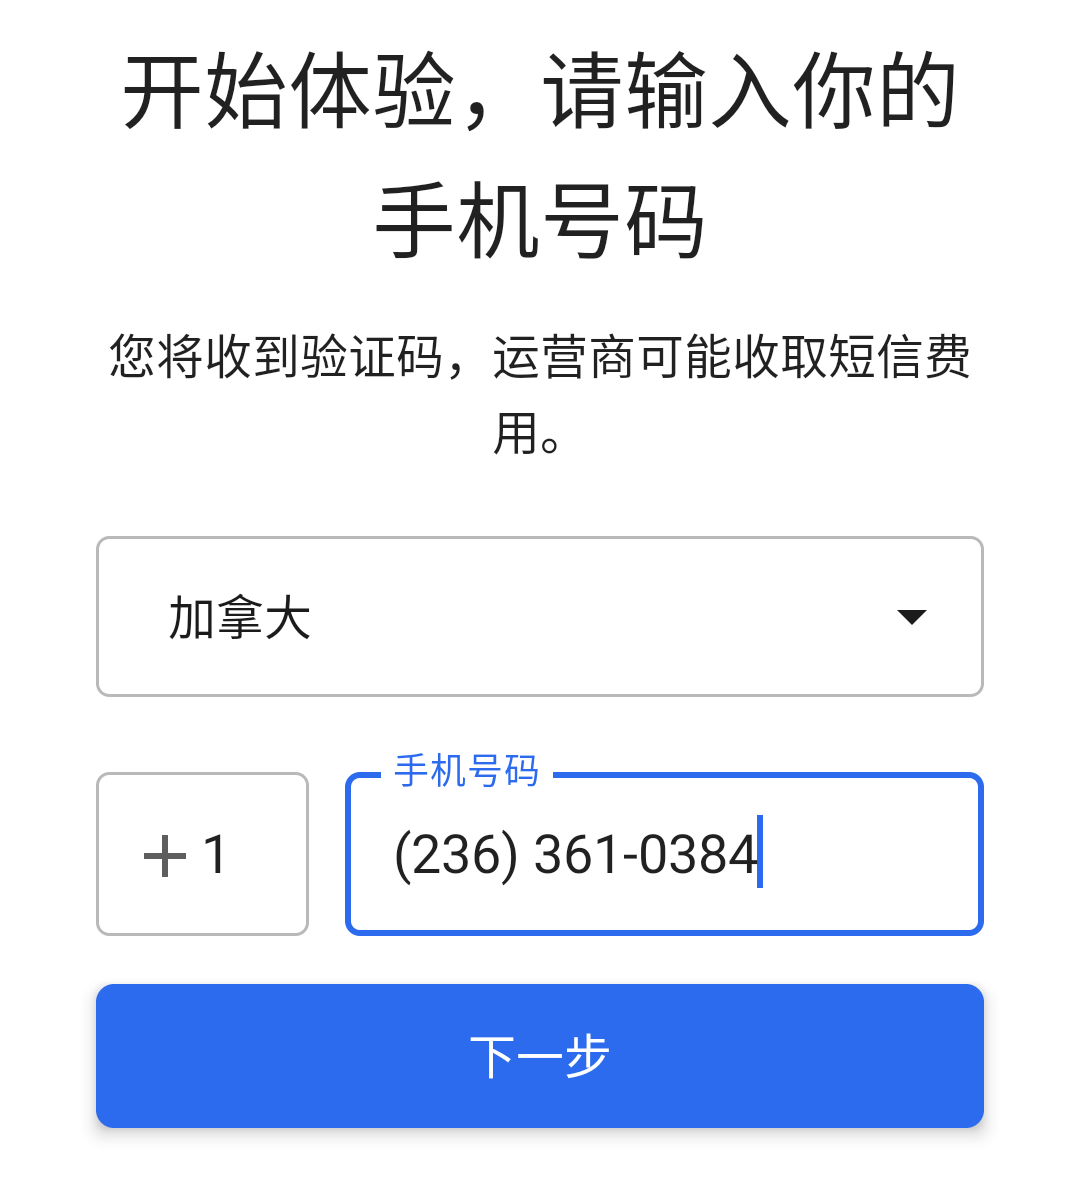 开始体验，请输入你的
手机号码
您将收到验证码，运营商可能收取短信费
用。
加拿大
手机号码
+ 1
(236) 361-0384
下一步